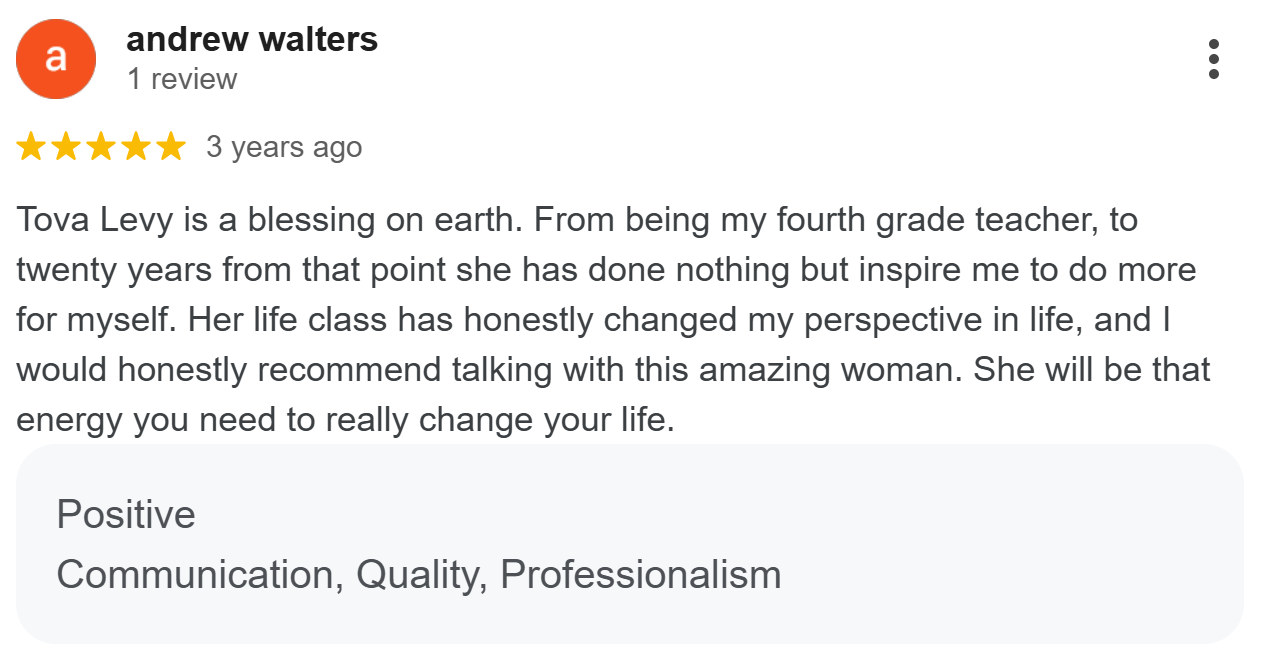 a
andrew walters
1 review
3 years ago
Tova Levy is a blessing on earth. From being my fourth grade teacher, to
twenty years from that point she has done nothing but inspire me to do more
for myself. Her life class has honestly changed my perspective in life, and I
would honestly recommend talking with this amazing woman. She will be that
energy you need to really change your life.
Positive
Communication, Quality, Professionalism